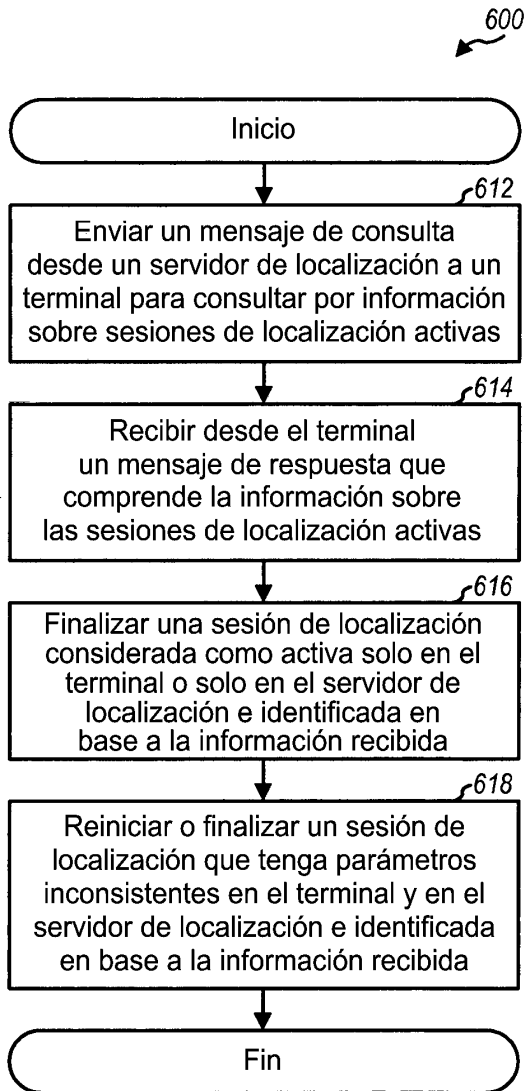 600
Inicio
612
Enviar un mensaje de consulta
desde un servidor de localización a un
terminal para consultar por información
sobre sesiones de localización activas
614
Recibir desde el terminal
un mensaje de respuesta que
comprende la información sobre
las sesiones de localización activas
616
Finalizar una sesión de localización
considerada como activa solo en el
terminal o solo en el servidor de
localización e identificada en
base a la información recibida
618
Reiniciar o finalizar un sesión de
localización que tenga parámetros
inconsistentes en el terminal y en el
servidor de localización e identificada
en base a la información recibida
Fin